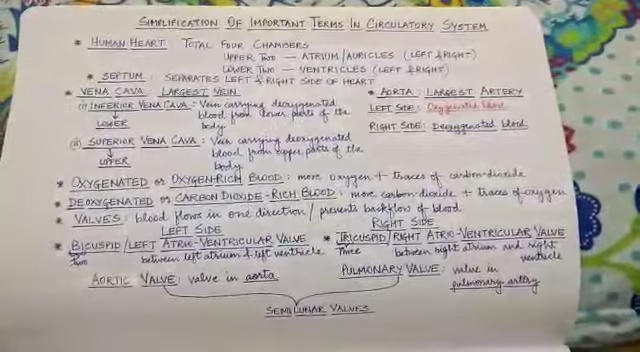 SIMPLIFICATION OF IMPORTANT TERMS IN CIRCULATORY SYSTEM
* HUMAN HEART TOTAL FOUR CHAMBERS
UPPER TWO — ATRIUM/AURICLES (LEFT & RIGHT)
LOWER TWO — VENTRICLES (LEFT & RIGHT)
* SEPTUM: SEPARATES LEFT & RIGHT SIDE OF HEART
* VENA CAVA LARGEST VEIN
(i) INFERIOR VENA CAVA: Vein carrying deoxygenated
LOWER
blood from lower parts of the
body.
(ii) SUPERIOR VENA CAVA: Vein carrying deoxygenated
UPPER
blood from upper parts of the
body.
* AORTA LARGEST ARTERY
LEFT SIDE: Oxygenated blood
RIGHT SIDE: Deoxygenated blood
* OXYGENATED or OXYGEN-RICH BLOOD: more oxygen + traces of carbon-dioxide
* DEOXYGENATED or CARBON DIOXIDE-RICH BLOOD: more carbon-dioxide + traces of oxygen
* VALVES: blood flows in one direction / prevents backflow of blood
LEFT SIDE
* BICUSPID/LEFT ATRIO-VENTRICULAR VALVE
Two
between left atrium & left ventricle
AORTIC VALVE: valve in aorta
RIGHT SIDE
* TRICUSPID/RIGHT ATRIO-VENTRICULAR VALVE
Three
between right atrium and right
ventricle
PULMONARY VALVE: valve in
pulmonary artery
SEMILUNAR VALVES